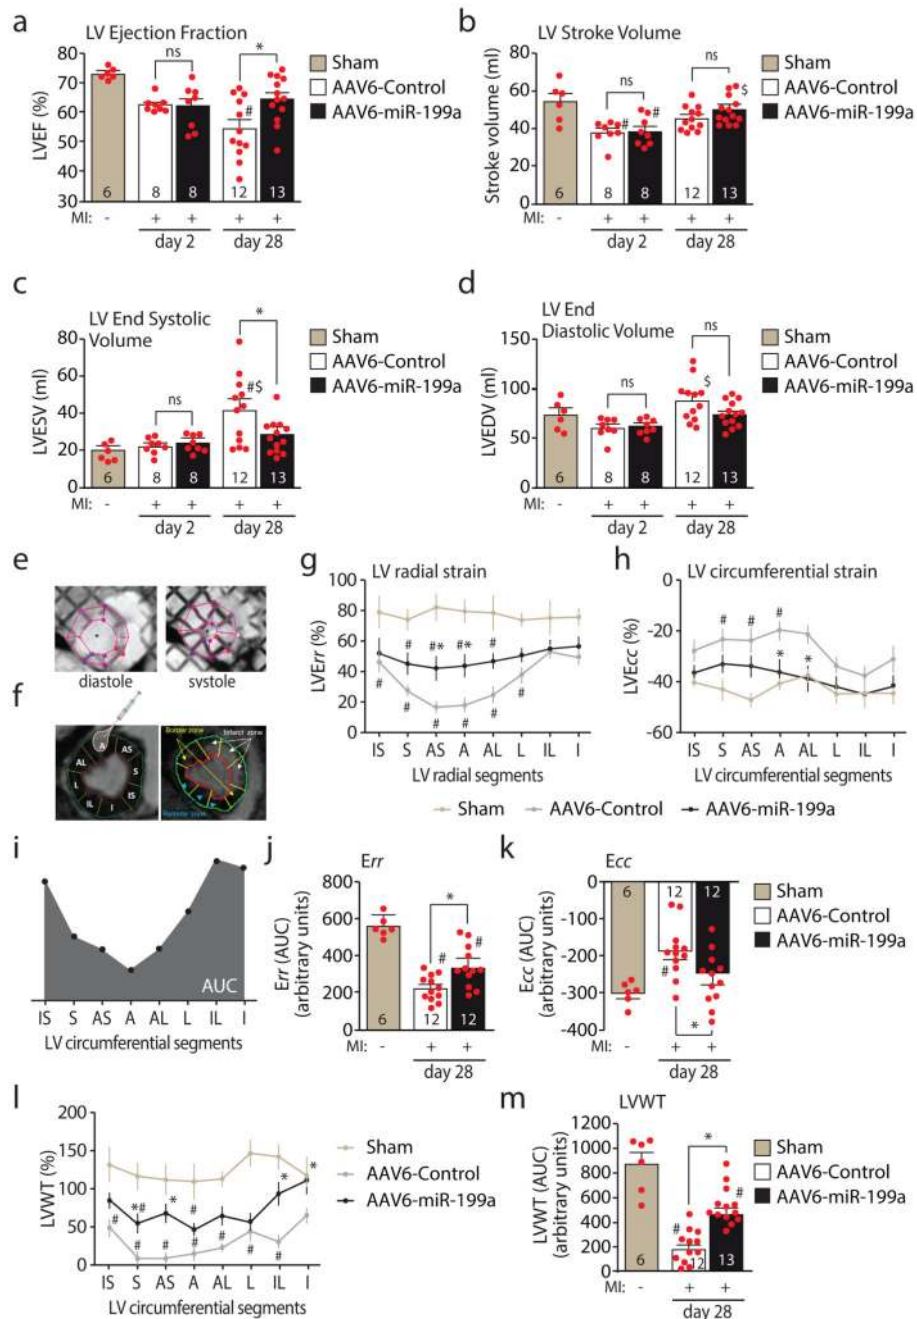 a
LV Ejection Fraction
LVEF (%)
80
70
60
50
40
30
ns
*
#
6
8
8
12
13
MI:
-
+
+
+
+
day 2
day 28
Sham
AAV6-Control
AAV6-miR-199a
b
LV Stroke Volume
Stroke volume (ml)
80
60
40
20
0
ns
ns
#
#
$
6
8
8
12
13
MI:
-
+
+
+
+
day 2
day 28
c
LV End Systolic
Volume
LVESV (ml)
80
60
40
20
0
ns
*
#$
6
8
8
12
13
MI:
-
+
+
+
+
day 2
day 28
Sham
AAV6-Control
AAV6-miR-199a
d
LV End
Diastolic Volume
LVEDV (ml)
150
100
50
0
ns
ns
$
6
8
8
12
13
MI:
-
+
+
+
+
day 2
day 28
e
diastole
systole
f
A
AS
S
IS
I
IL
L
AL
Border zone
Infarct zone
Remote zone
g
LV radial strain
LVErr (%)
100
80
60
40
20
0
# #* #* #
# # # # # #
IS S AS A AL L IL I
LV radial segments
h
LV circumferential strain
LVEcc (%)
-0
-20
-40
-60
# # #
* *
IS S AS A AL L IL I
LV circumferential segments
Sham
AAV6-Control
AAV6-miR-199a
i
AUC
IS S AS A AL L IL I
LV circumferential segments
j
Err
Err (AUC)
(arbitrary units)
800
600
400
200
0
*
#
#
6
12
12
MI:
-
+
+
day 28
k
Ecc
Ecc (AUC)
(arbitrary units)
0
-100
-200
-300
-400
6
12
12
#
*
MI:
-
+
+
day 28
Sham
AAV6-Control
AAV6-miR-199a
l
LVWT (%)
200
150
100
50
0
*# * # * *
# # # # # # #
IS S AS A AL L IL I
LV circumferential segments
Sham
AAV6-Control
AAV6-miR-199a
m
LVWT
LVWT (AUC)
(arbitrary units)
1200
1000
800
600
400
200
0
*
#
#
6
12
13
MI:
-
+
+
day 28
Sham
AAV6-Control
AAV6-miR-199a